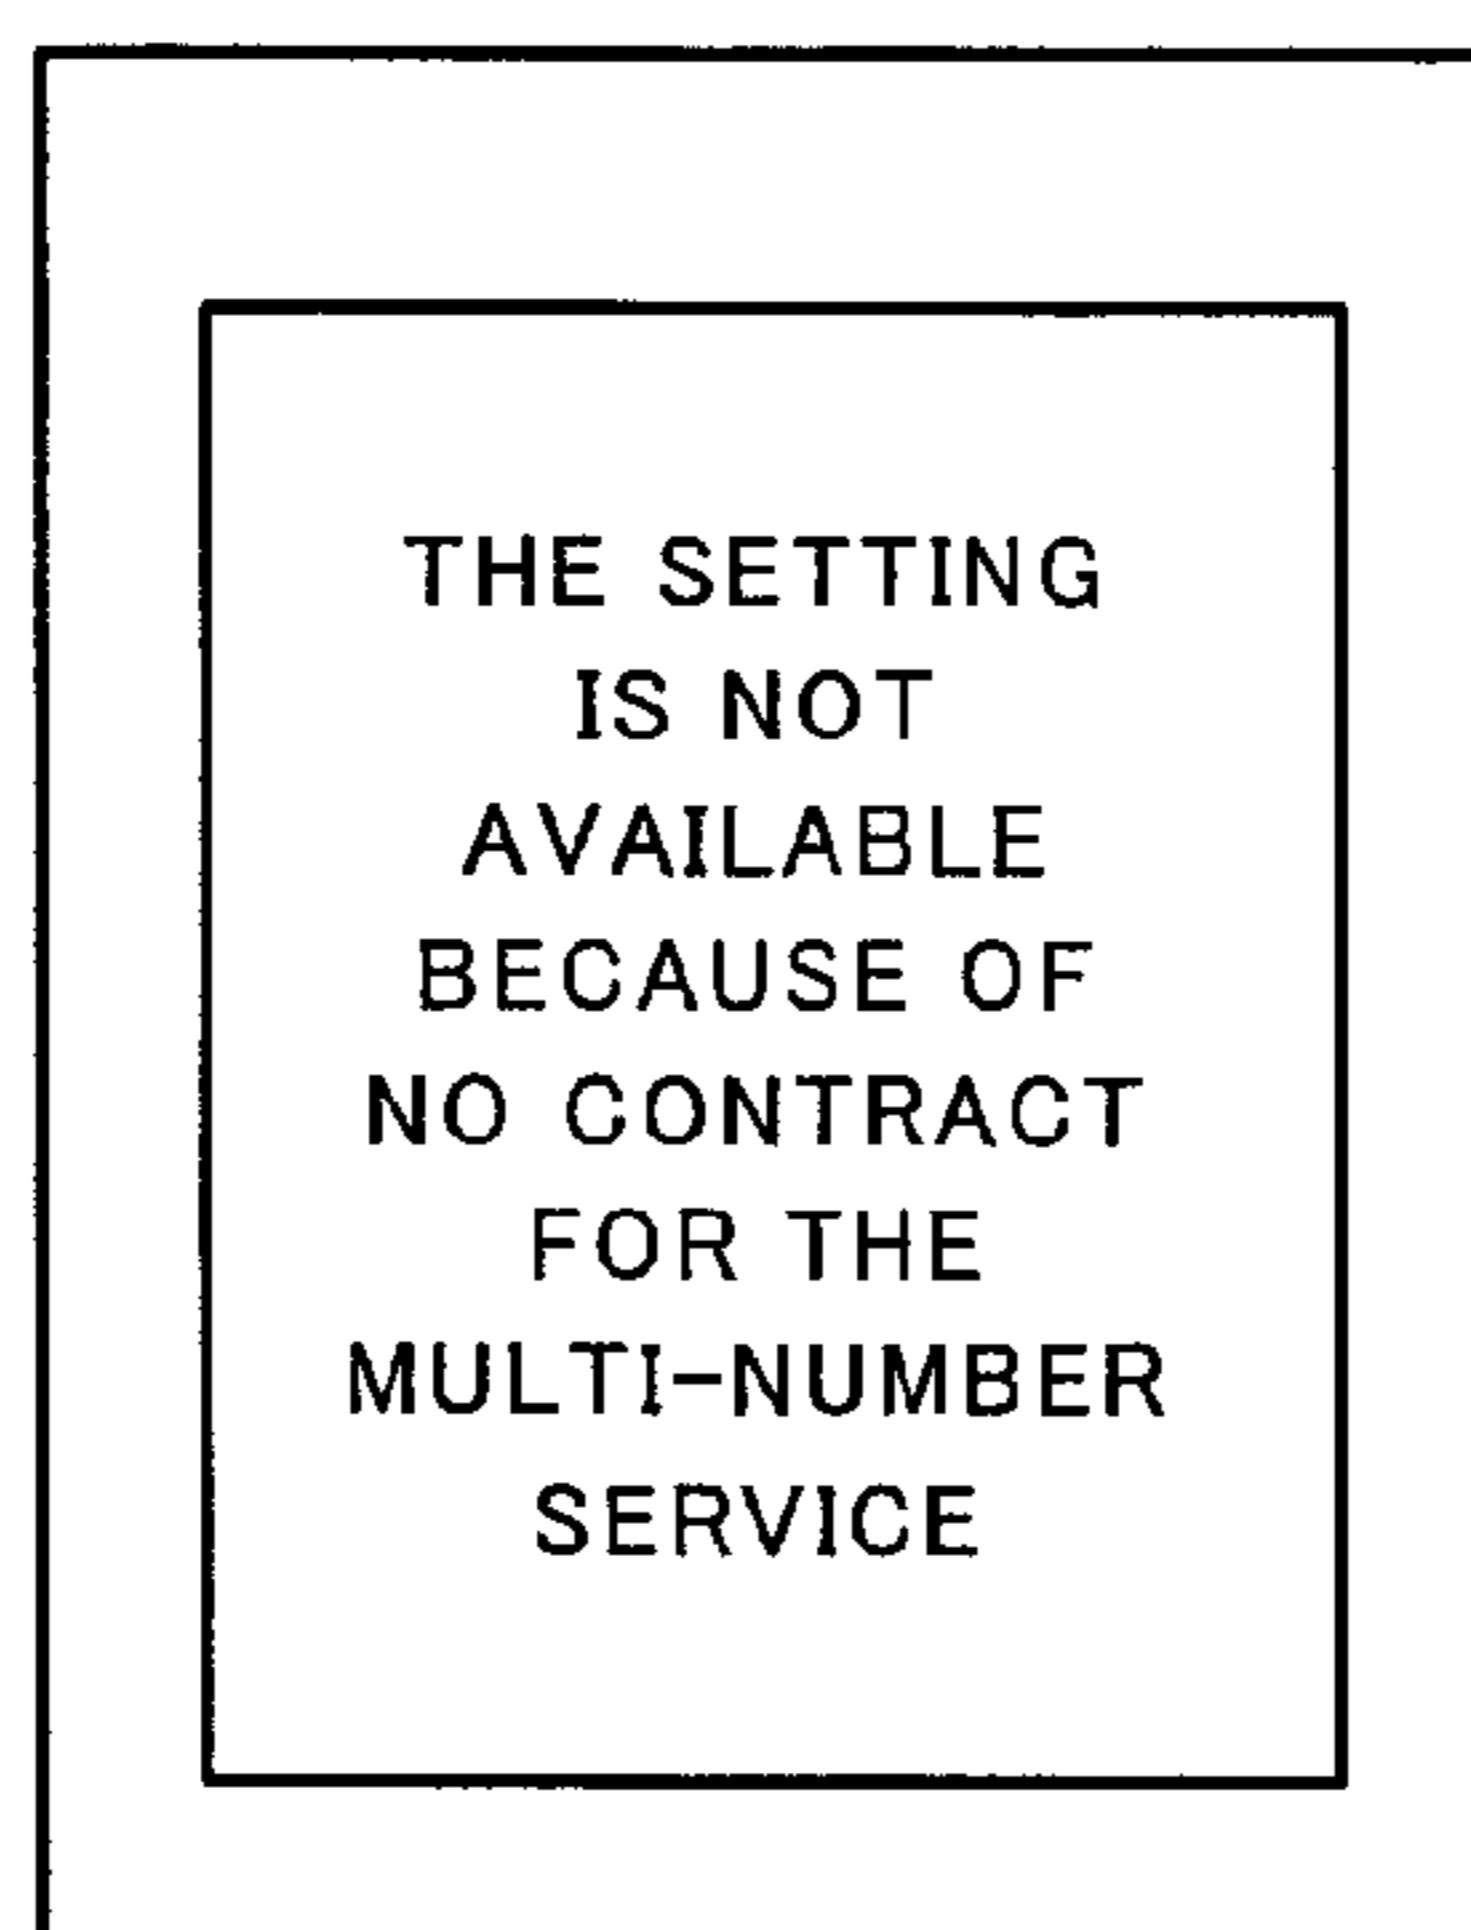 THE SETTING
IS NOT
AVAILABLE
BECAUSE OF
NO CONTRACT
FOR THE
MULTI-NUMBER
SERVICE